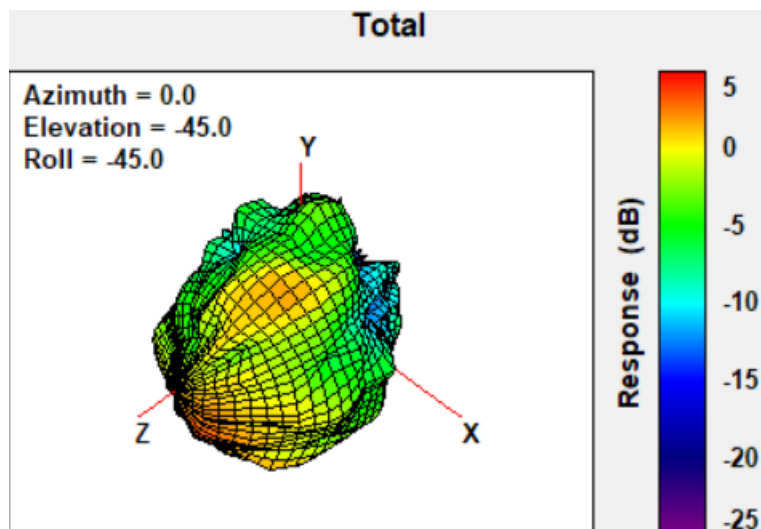 Total
Azimuth = 0.0
Elevation = -45.0
Roll = -45.0
Y
Z
X
5
0
-5
-10
-15
-20
-25
Response (dB)